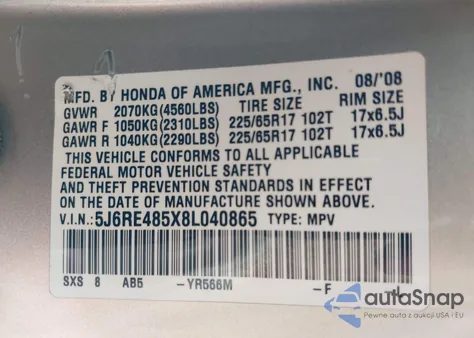 MFD. BY HONDA OF AMERICA MFG., INC. 08/'08
GVWR 2070KG(4560LBS) TIRE SIZE RIM SIZE
GAWR F 1050KG(2310LBS) 225/65R17 102T 17x6.5J
GAWR R 1040KG(2290LBS) 225/65R17 102T 17x6.5J
THIS VEHICLE CONFORMS TO ALL APPLICABLE
FEDERAL MOTOR VEHICLE SAFETY
AND THEFT PREVENTION STANDARDS IN EFFECT
ON THE DATE OF MANUFACTURE SHOWN ABOVE.
V.I.N.: 5J6RE485X8L040865 TYPE: MPV
SXS 8 AB5 -YR566M -F
autaSnap
Pewne auta z aukcji USA i EU